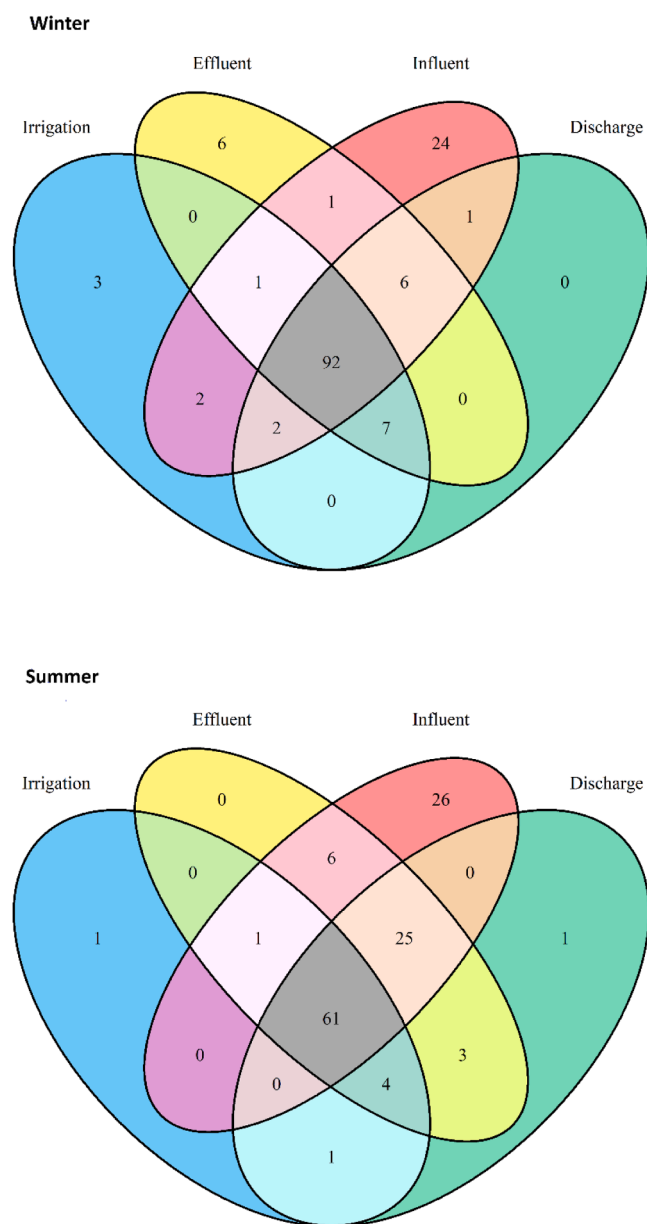 Winter
Effluent Influent
Irrigation Discharge
6 24
0 1 1
3 1 6 0
92
2 2 7 0
0
Summer
Effluent Influent
Irrigation Discharge
0 26
0 6 0
1 1 25 1
61
0 0 4 3
1